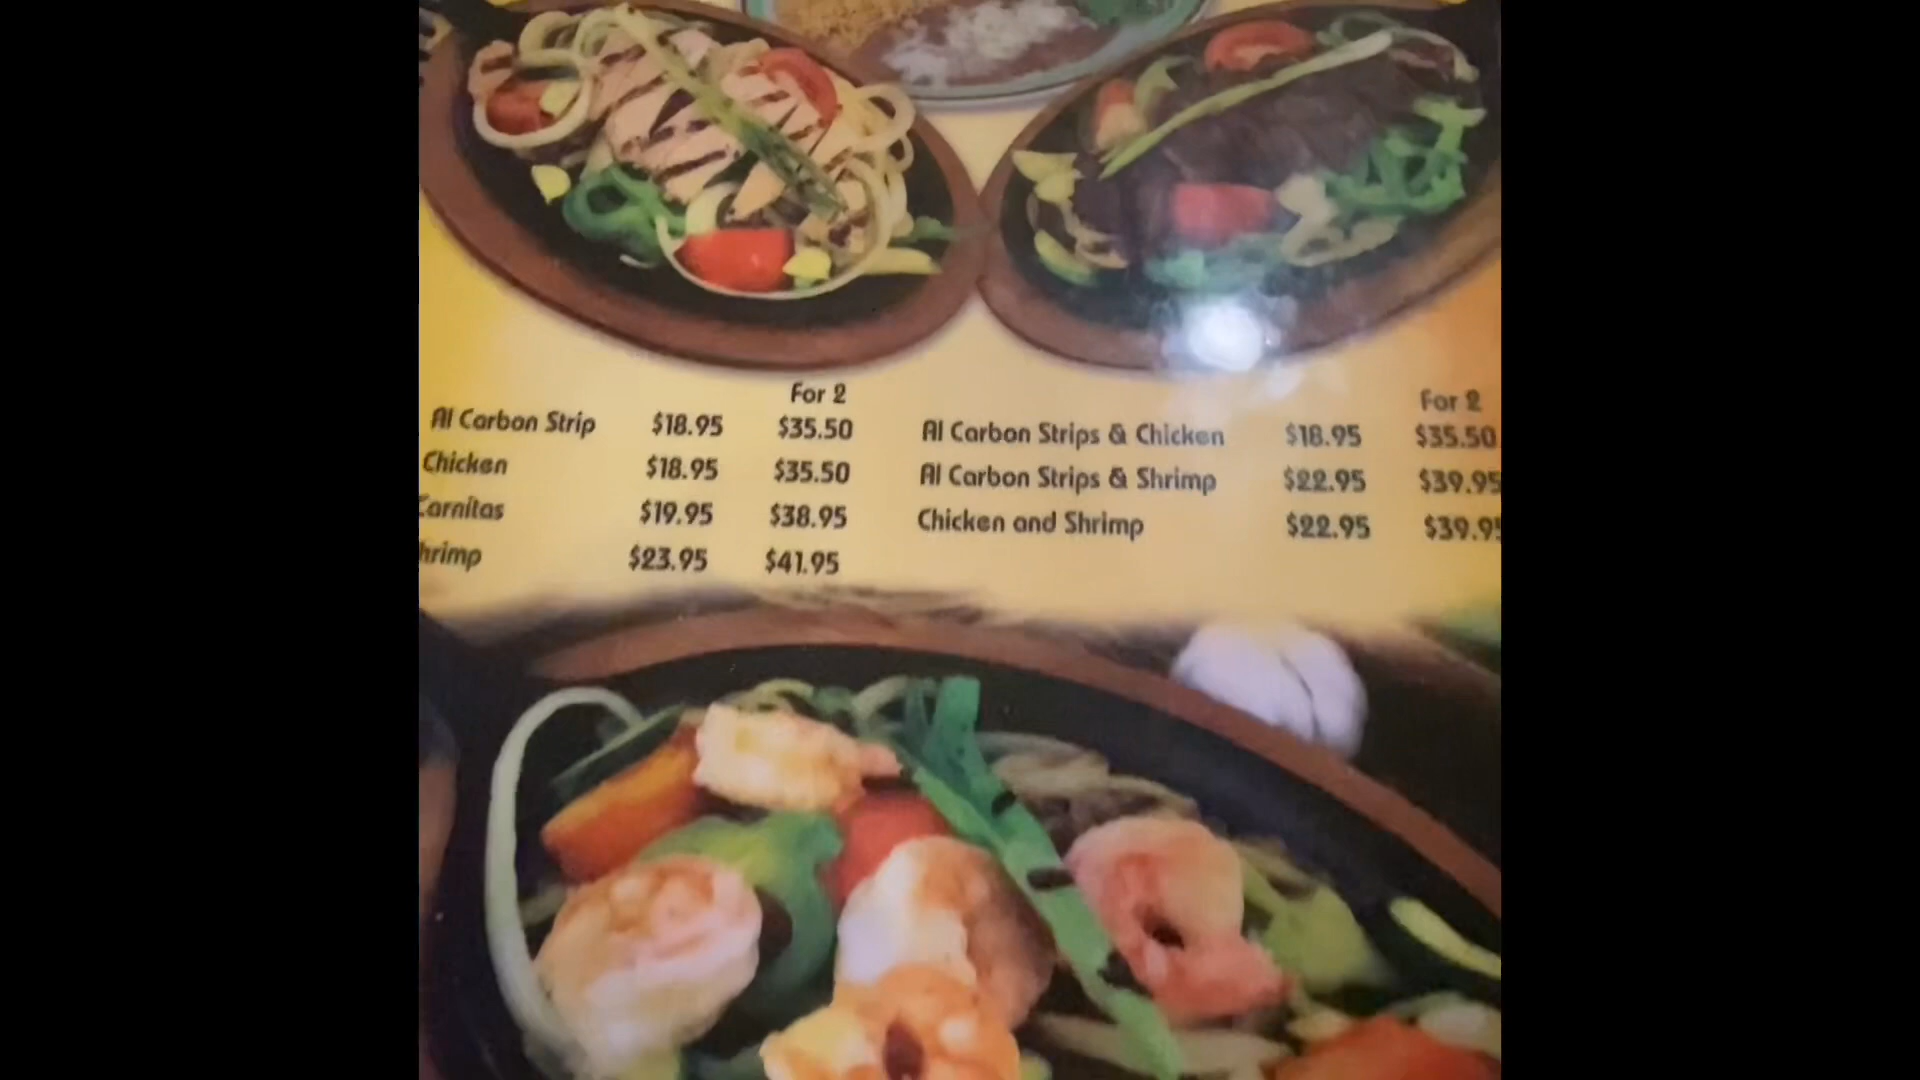 For 2
Al Carbon Strip $18.95 $35.50
Chicken $18.95 $35.50
Carnitas $19.95 $38.95
hrimp $23.95 $41.95
For 2
Al Carbon Strips & Chicken $18.95 $35.50
Al Carbon Strips & Shrimp $22.95 $39.95
Chicken and Shrimp $22.95 $39.95